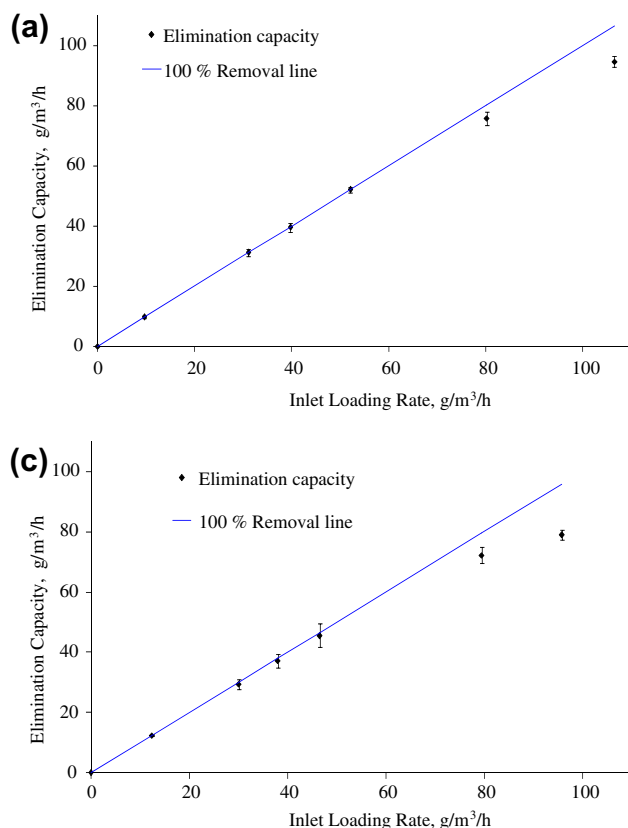 (a)
Elimination capacity
100 % Removal line
100
80
60
40
20
0
Elimination Capacity, g/m³/h
0 20 40 60 80 100
Inlet Loading Rate, g/m³/h
(c)
Elimination capacity
100 % Removal line
100
80
60
40
20
0
Elimination Capacity, g/m³/h
0 20 40 60 80 100
Inlet Loading Rate, g/m³/h